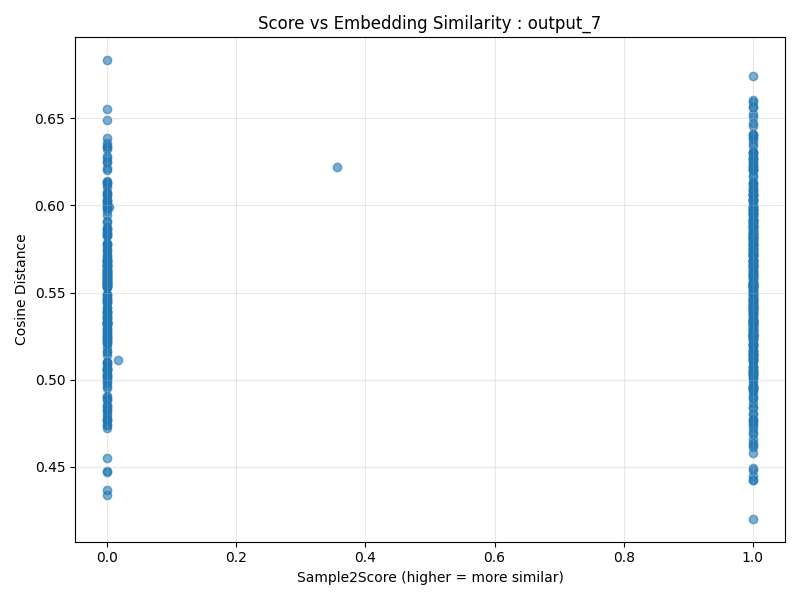 Score vs Embedding Similarity : output_7
Cosine Distance
0.65
0.60
0.55
0.50
0.45
0.0 0.2 0.4 0.6 0.8 1.0
Sample2Score (higher = more similar)